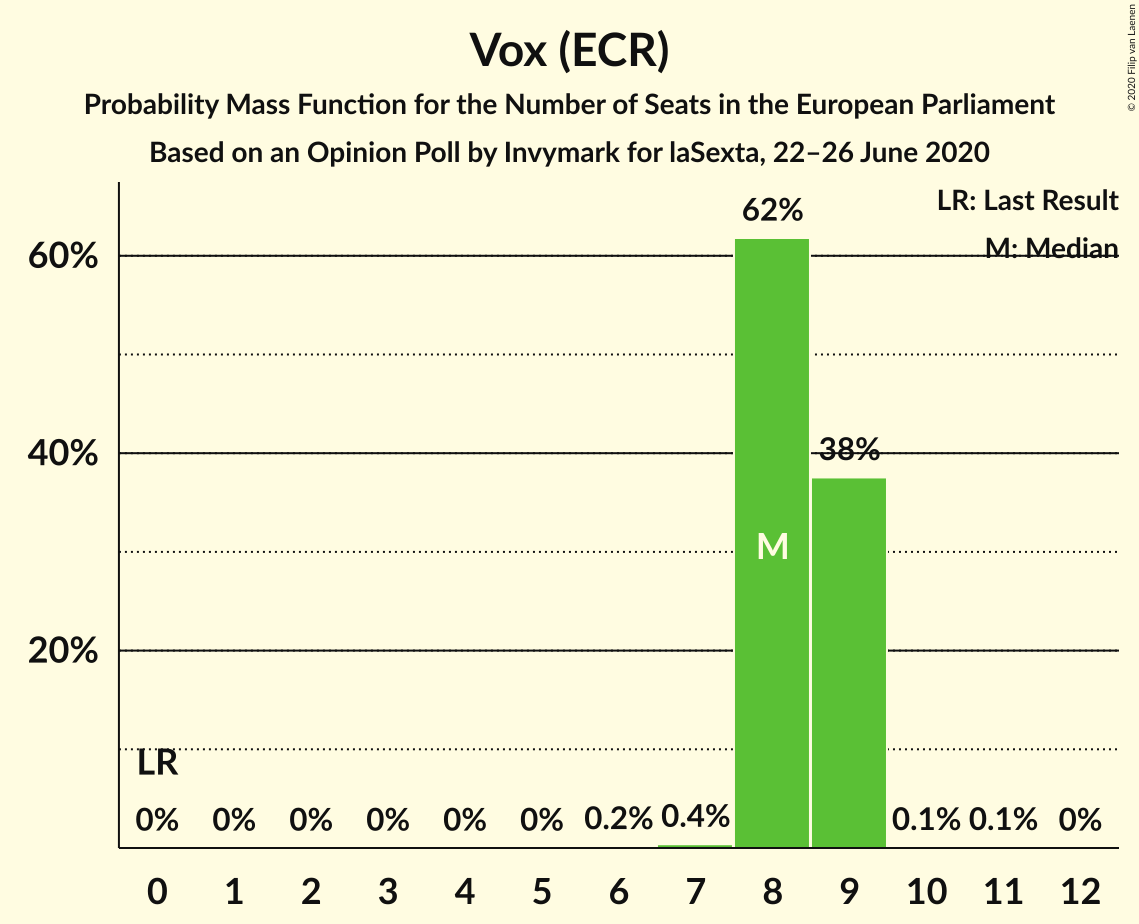 © 2020 Filip van Laenen
Vox (ECR)
Probability Mass Function for the Number of Seats in the European Parliament
Based on an Opinion Poll by Invymark for laSexta, 22–26 June 2020
LR: Last Result
M: Median
62%
60%
40%
38%
M
20%
LR
0% 0% 0% 0% 0% 0% 0.2% 0.4% 0.1% 0.1% 0%
0 1 2 3 4 5 6 7 8 9 10 11 12